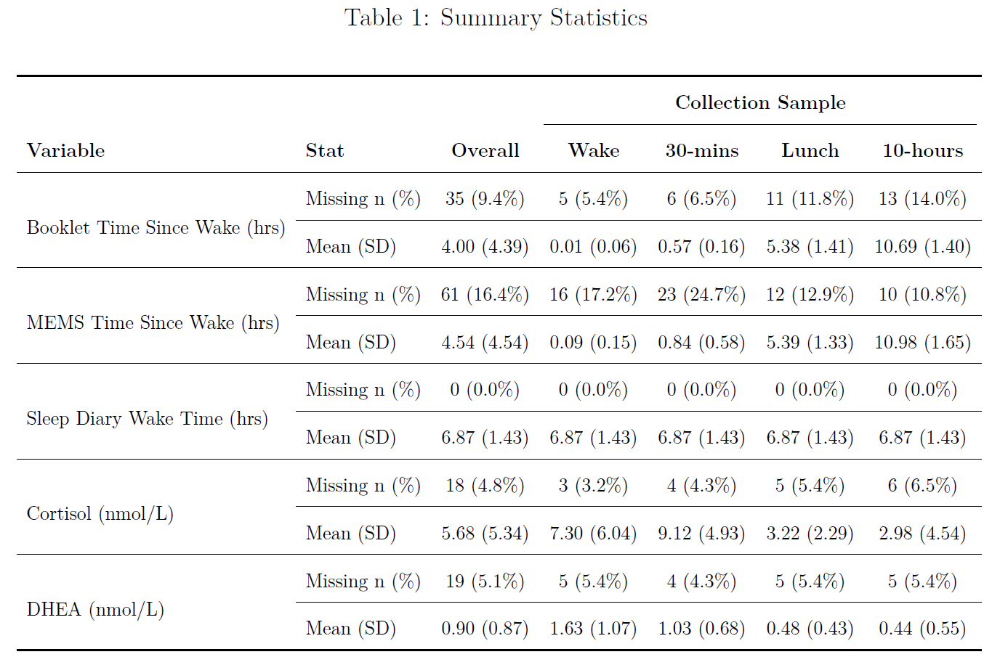 Table 1: Summary Statistics
Collection Sample
Variable Stat Overall Wake 30-mins Lunch 10-hours
Missing n (%) 35 (9.4%) 5 (5.4%) 6 (6.5%) 11 (11.8%) 13 (14.0%)
Booklet Time Since Wake (hrs)
Mean (SD) 4.00 (4.39) 0.01 (0.06) 0.57 (0.16) 5.38 (1.41) 10.69 (1.40)
Missing n (%) 61 (16.4%) 16 (17.2%) 23 (24.7%) 12 (12.9%) 10 (10.8%)
MEMS Time Since Wake (hrs)
Mean (SD) 4.54 (4.54) 0.09 (0.15) 0.84 (0.58) 5.39 (1.33) 10.98 (1.65)
Missing n (%) 0 (0.0%) 0 (0.0%) 0 (0.0%) 0 (0.0%) 0 (0.0%)
Sleep Diary Wake Time (hrs)
Mean (SD) 6.87 (1.43) 6.87 (1.43) 6.87 (1.43) 6.87 (1.43) 6.87 (1.43)
Missing n (%) 18 (4.8%) 3 (3.2%) 4 (4.3%) 5 (5.4%) 6 (6.5%)
Cortisol (nmol/L)
Mean (SD) 5.68 (5.34) 7.30 (6.04) 9.12 (4.93) 3.22 (2.29) 2.98 (4.54)
Missing n (%) 19 (5.1%) 5 (5.4%) 4 (4.3%) 5 (5.4%) 5 (5.4%)
DHEA (nmol/L)
Mean (SD) 0.90 (0.87) 1.63 (1.07) 1.03 (0.68) 0.48 (0.43) 0.44 (0.55)